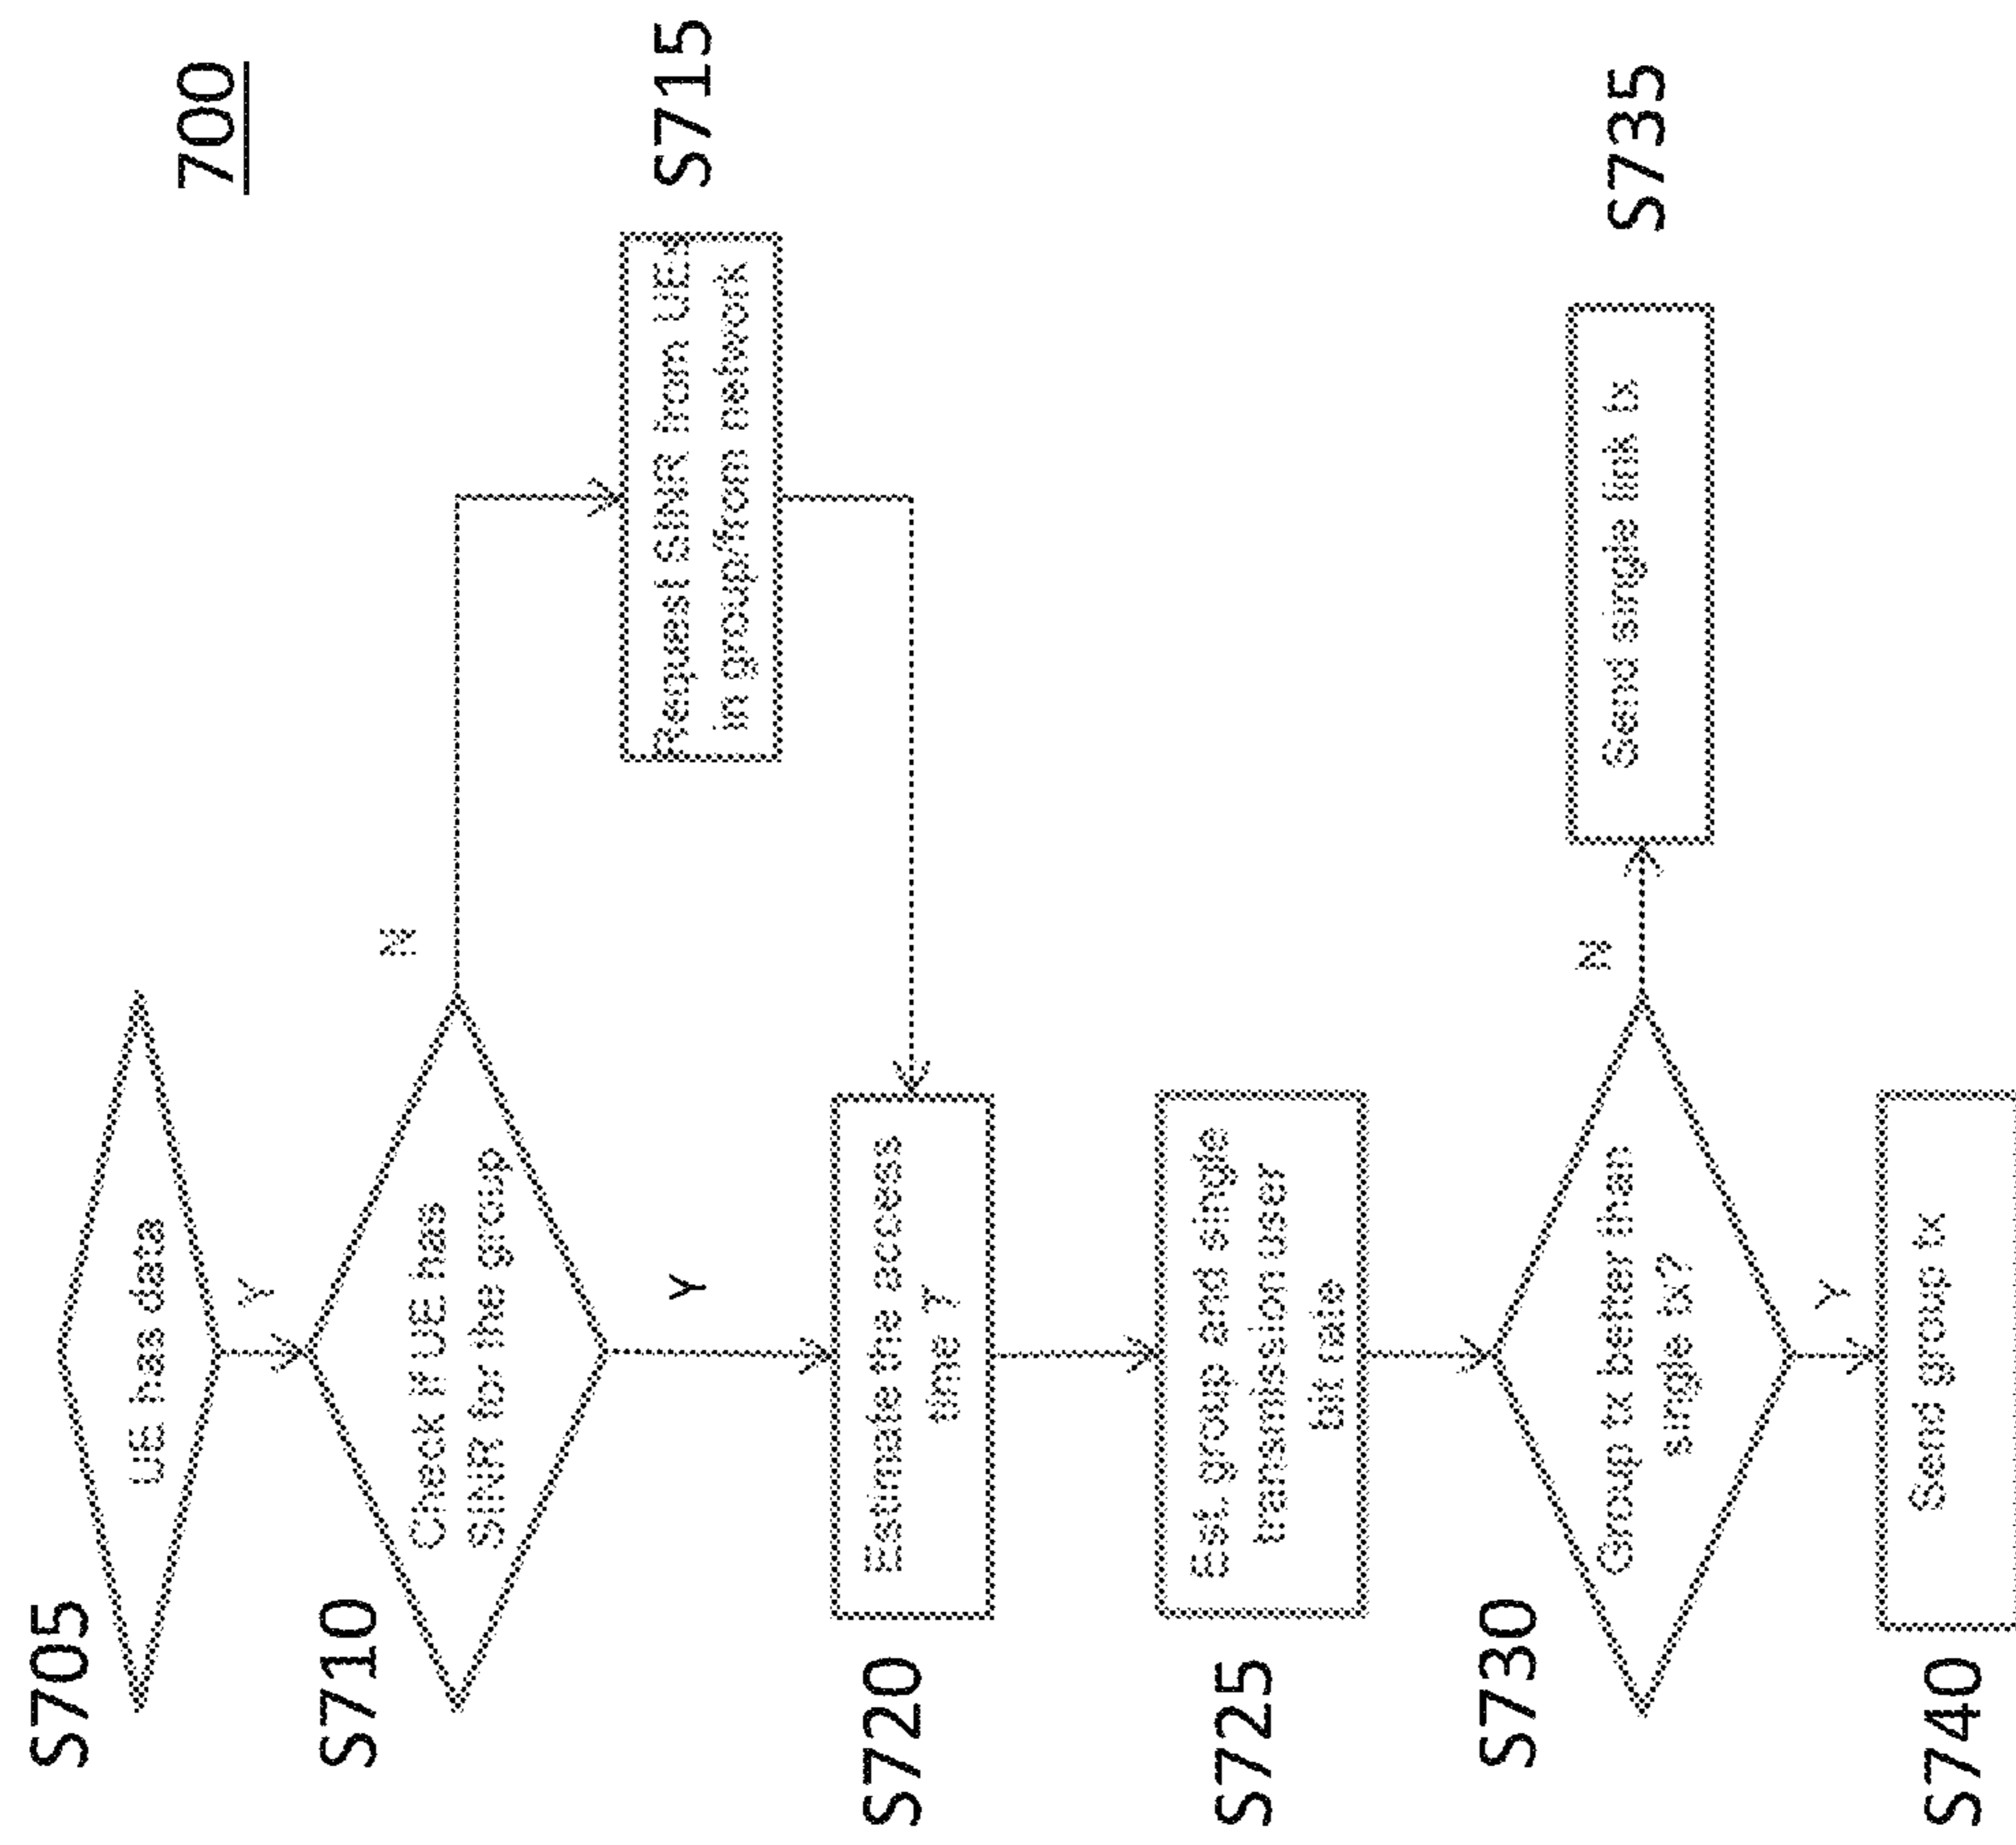 700
S705
UE has data
Y
S710
Check if UE has
SINR for the group
N
S715
Request SINR from UEs
in group/from network
Y
S720
Estimate the access
time T
S725
Est. group and single
transmission user
bit rate
S730
Group tx better than
single tx?
N
S735
Send single link tx
Y
S740
Send group tx